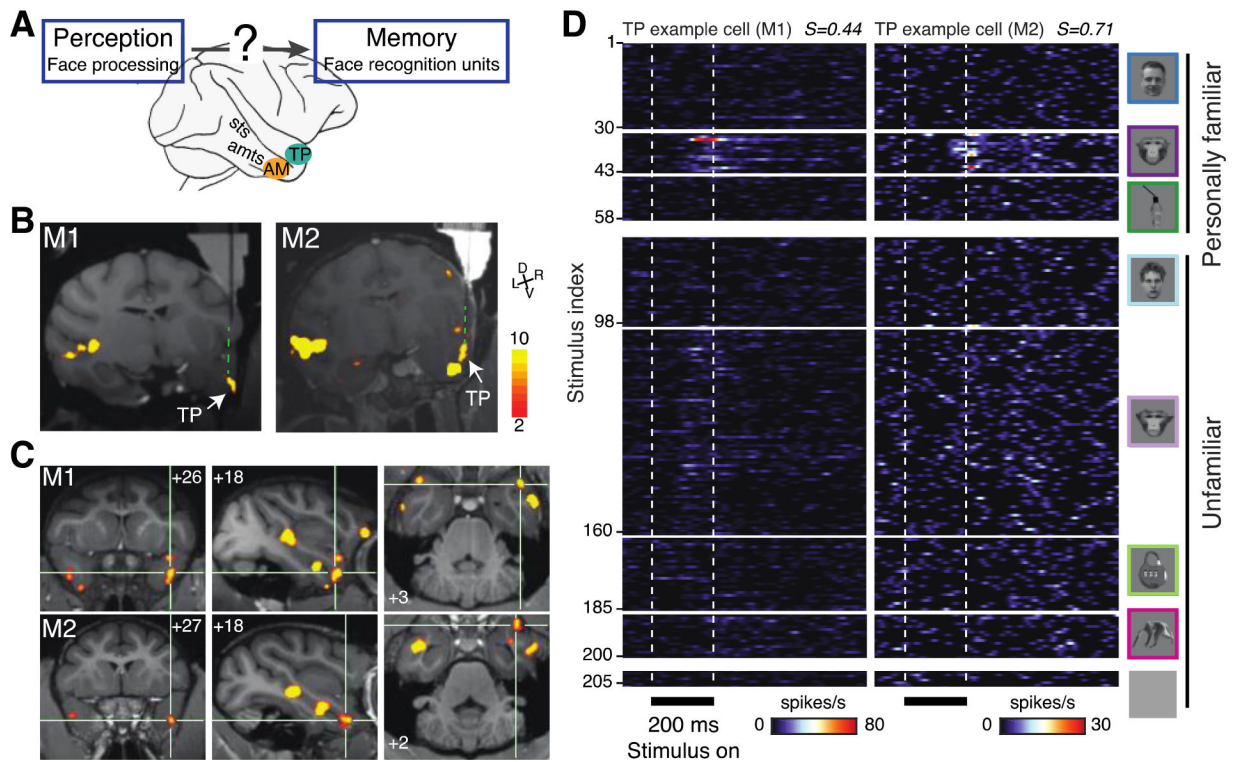 A
Perception
Face processing
?
Memory
Face recognition units
sts
amts
AM
TP
B
M1
TP
M2
TP
D
L
R
V
10
2
C
M1
+26
+18
+3
M2
+27
+18
+2
D
TP example cell (M1) S=0.44
TP example cell (M2) S=0.71
Stimulus index
1
30
43
58
98
160
185
200
205
Personally familiar
Unfamiliar
200 ms
Stimulus on
spikes/s
0
80
spikes/s
0
30